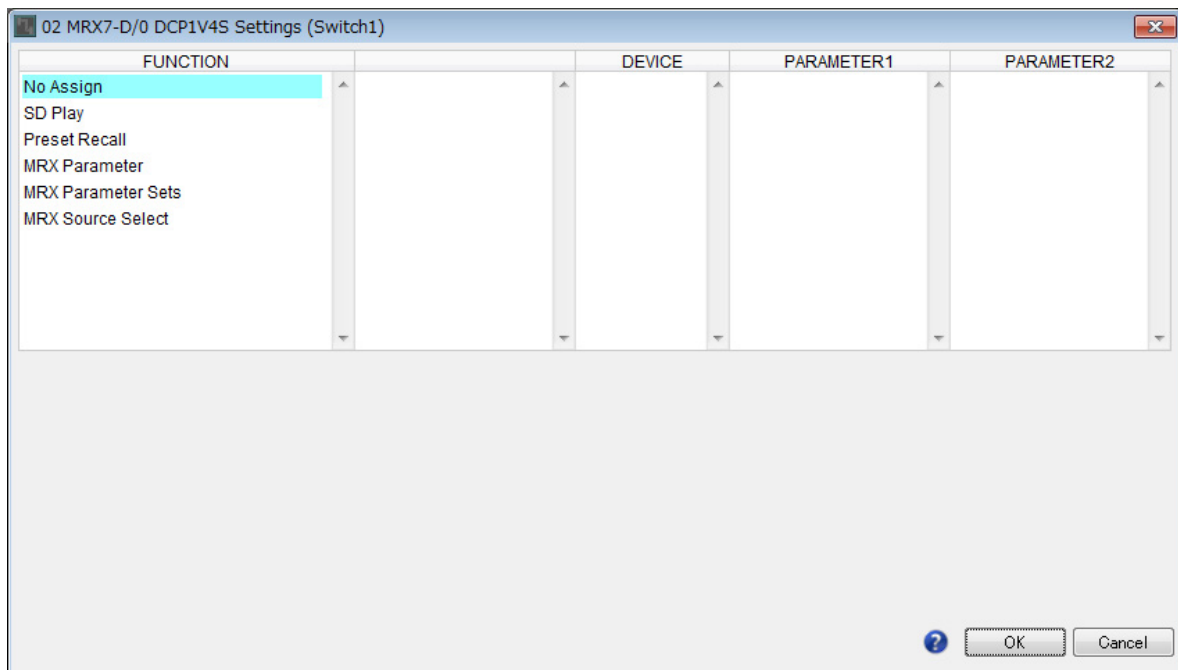 02 MRX7-D/0 DCP1V4S Settings (Switch1)
FUNCTION DEVICE PARAMETER1 PARAMETER2
No Assign
SD Play
Preset Recall
MRX Parameter
MRX Parameter Sets
MRX Source Select
? OK Cancel